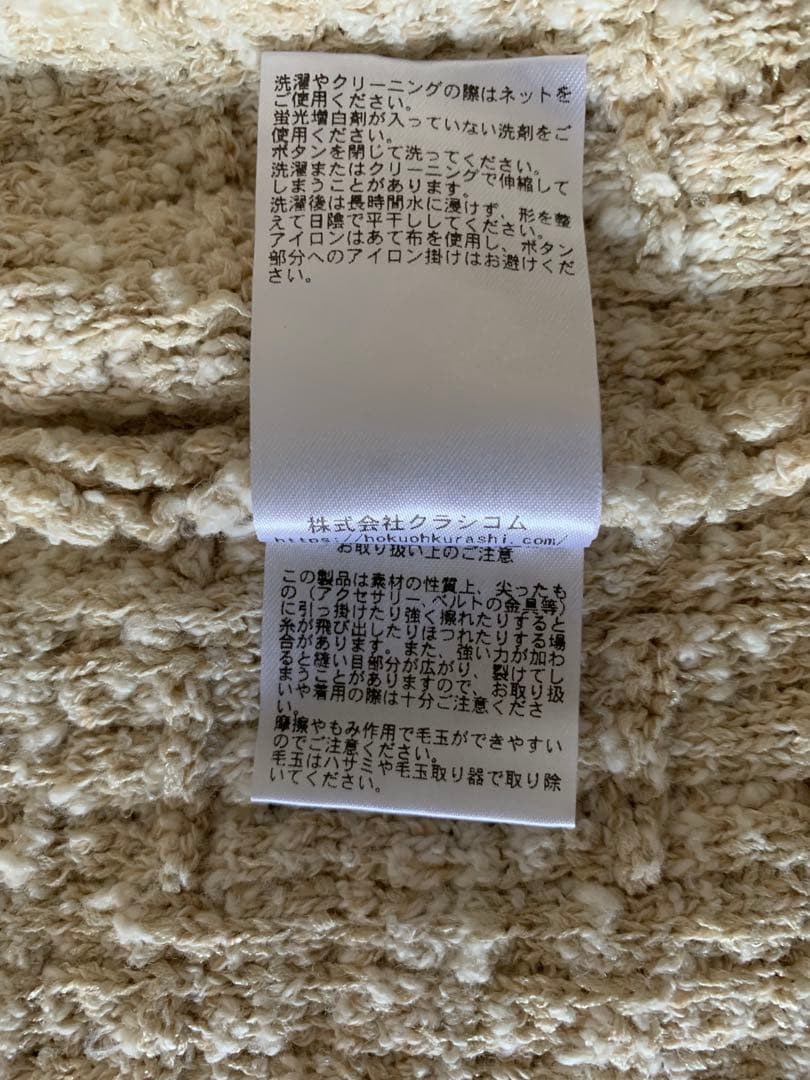 洗濯やクリーニングの際はネットを
ご使用ください。
蛍光増白剤が入っていない洗剤をご
使用ください。
ボタンを閉じて洗ってください。
洗濯またはクリーニングで伸縮して
しまうことがあります。
洗濯後は長時間水に浸けず、形を整
えて日陰で平干ししてください。
アイロンはあて布を使用し、ボタン
部分へのアイロン掛けはお避けくだ
さい。
株式会社クラシコム
https://hokuohkurashi.com/
お取り扱い上のご注意
この製品は素材の性質上、尖ったも
の（アクセサリー、ベルトの金具等）
に引っ掛けたり強く擦れたりすると
糸が飛び出したりほつれたりする場
合があります。また、強い力が加わ
ると縫い目部分が広がり、裂けてし
まうことがありますので、お取り扱
いや着用の際は十分ご注意くださ
い。
摩擦やもみ作用で毛玉ができやすい
のでご注意ください。
毛玉はハサミや毛玉取り器で取り除
いてください。